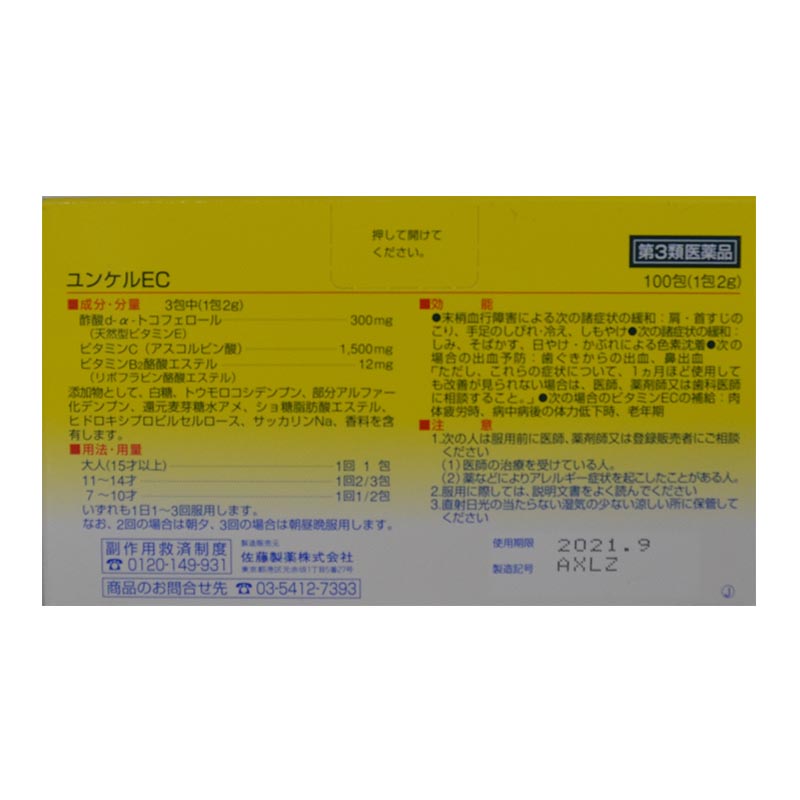 押して開けて
ください。
第3類医薬品
ユンケルEC
100包(1包2g)
■成分・分量 3包中(1包2g)
酢酸d-α-トコフェロール 300mg
(天然型ビタミンE)
ビタミンC(アスコルビン酸) 1,500mg
ビタミンB2酪酸エステル 12mg
(リボフラビン酪酸エステル)
添加物として、白糖、トウモロコシデンプン、部分アルファー
化デンプン、還元麦芽糖水アメ、ショ糖脂肪酸エステル、
ヒドロキシプロピルセルロース、サッカリンNa、香料を含
有します。
■用法・用量
大人(15才以上) 1回 1 包
11〜14才 1回2/3包
7〜10才 1回1/2包
いずれも1日1〜3回服用します。
なお、2回の場合は朝夕、3回の場合は朝昼晩服用します。
■効 能
●末梢血行障害による次の諸症状の緩和:肩・首すじの
こり、手足のしびれ・冷え、しもやけ●次の諸症状の緩和:
しみ、そばかす、日やけ・かぶれによる色素沈着●次の
場合の出血予防:歯ぐきからの出血、鼻出血
「ただし、これらの症状について、1ヵ月ほど使用して
も改善が見られない場合は、医師、薬剤師又は歯科医師
に相談すること。」●次の場合のビタミンECの補給:肉
体疲労時、病中病後の体力低下時、老年期
■注 意
1.次の人は服用前に医師、薬剤師又は登録販売者にご相談
ください
(1)医師の治療を受けている人。
(2)薬などによりアレルギー症状を起こしたことがある人。
2.服用に際しては、説明文書をよく読んでください
3.直射日光の当たらない湿気の少ない涼しい所に保管して
ください
副作用救済制度
☎0120-149-931
製造販売元
佐藤製薬株式会社
東京都港区元赤坂1丁目5番27号
商品のお問合せ先 ☎03-5412-7393
使用期限 2021.9
製造記号 AXLZ
J